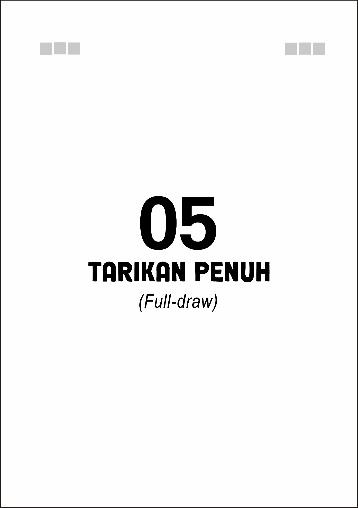 05
TARIKAN PENUH
(Full-draw)